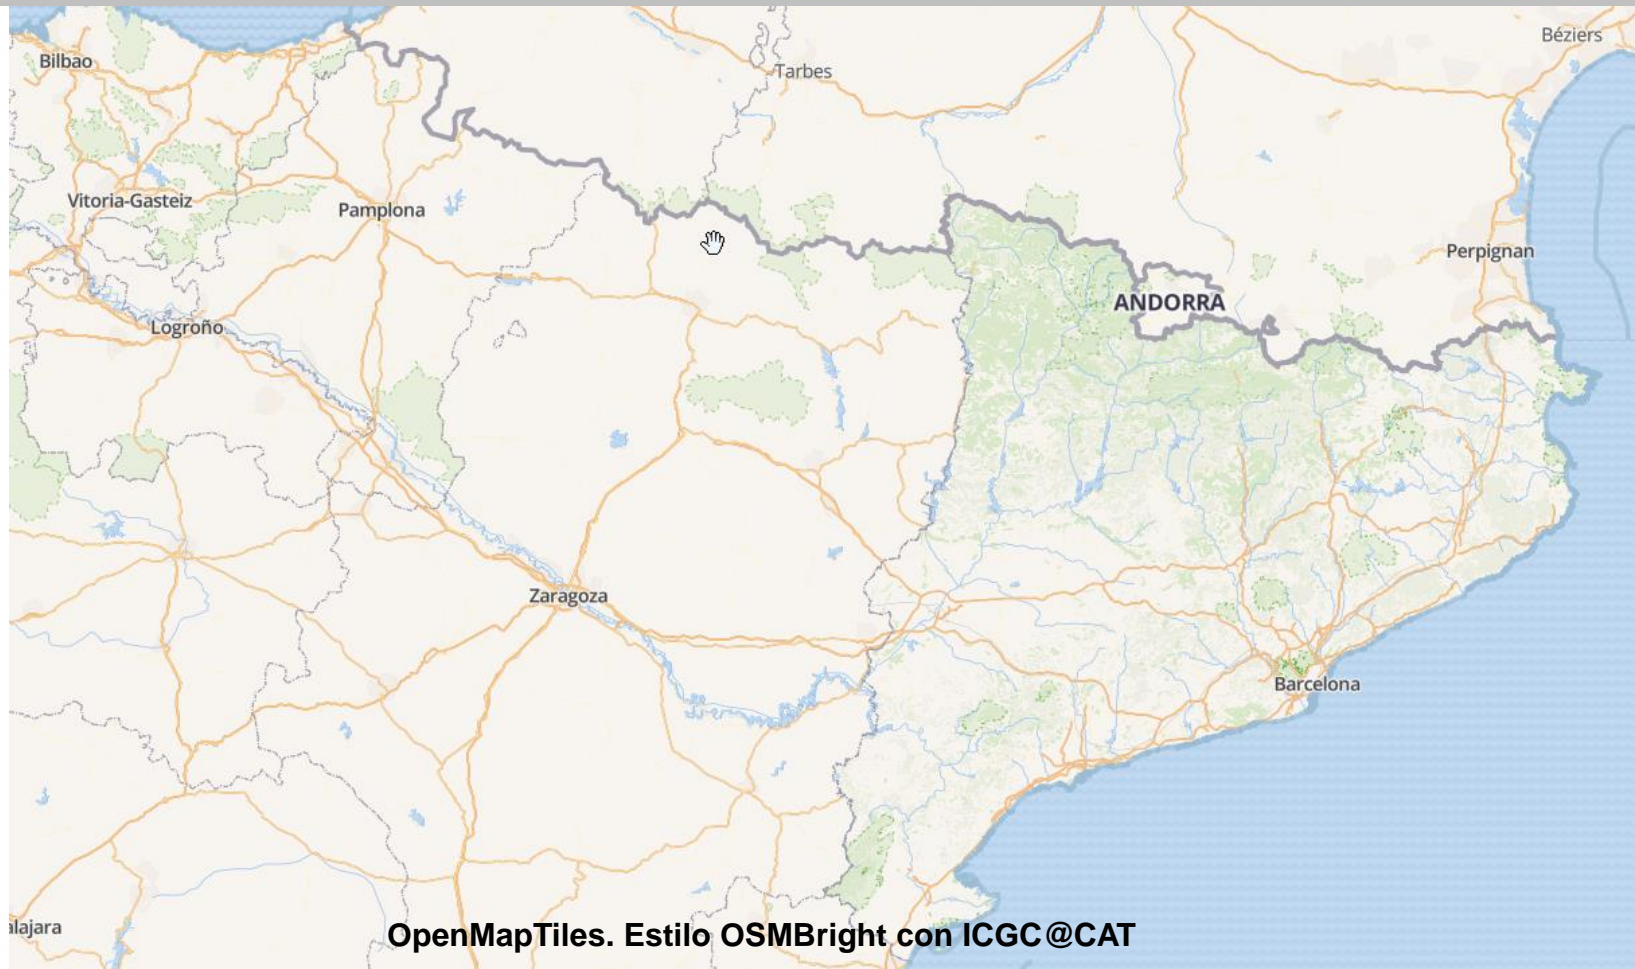 Béziers
Bilbao
Tarbes
Vitoria-Gasteiz
Pamplona
Perpignan
ANDORRA
Logroño
Zaragoza
Barcelona
alajara
OpenMapTiles. Estilo OSMBright con ICGC@CAT